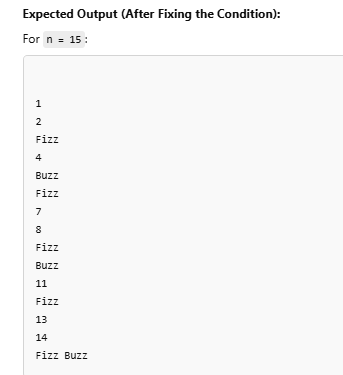 Expected Output (After Fixing the Condition):
For n = 15:
1
2
Fizz
4
Buzz
Fizz
7
8
Fizz
Buzz
11
Fizz
13
14
Fizz Buzz